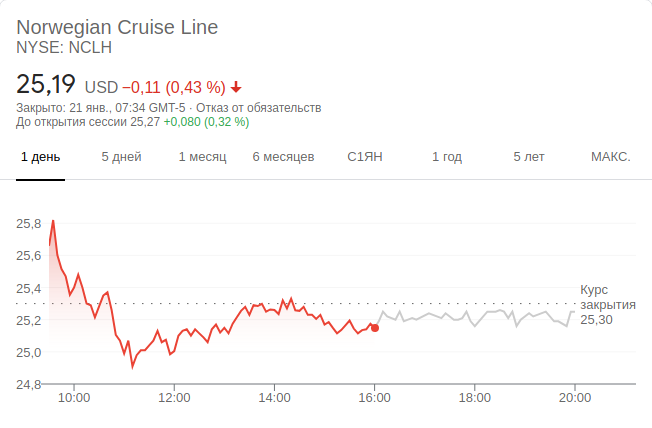 Norwegian Cruise Line
NYSE: NCLH
25,19 USD −0,11 (0,43 %)
Закрыто: 21 янв., 07:34 GMT-5 · Отказ от обязательств
До открытия сессии 25,27 +0,080 (0,32 %)
1 день 5 дней 1 месяц 6 месяцев С1ЯН 1 год 5 лет МАКС.
25,8
25,6
25,4
25,2
25,0
24,8
Курс
закрытия
25,30
10:00 12:00 14:00 16:00 18:00 20:00